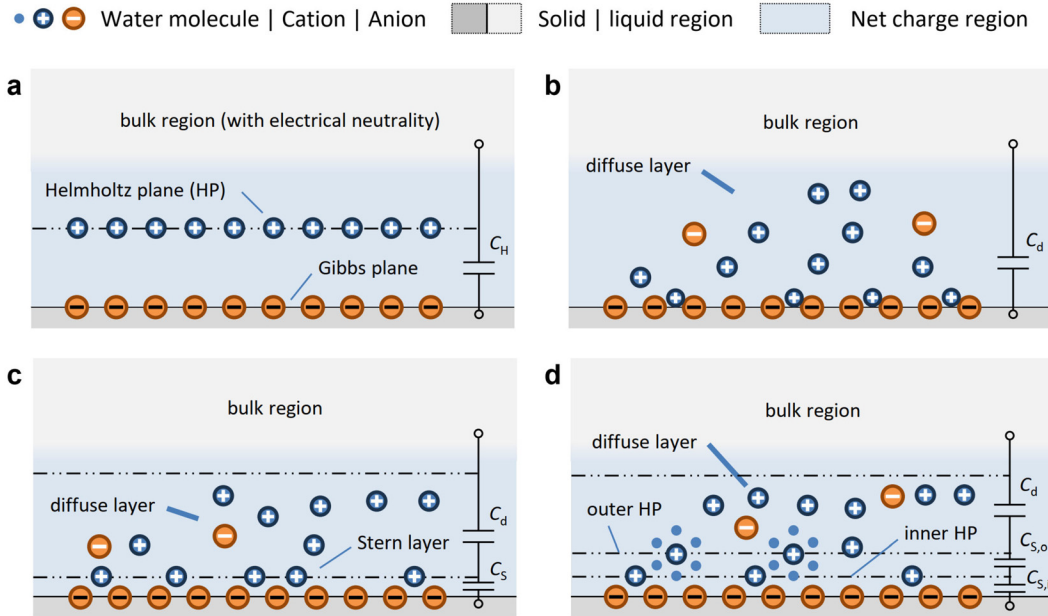 Water molecule | Cation | Anion
Solid | liquid region
Net charge region
a
bulk region (with electrical neutrality)
Helmholtz plane (HP)
C_H
Gibbs plane
b
bulk region
diffuse layer
C_d
c
bulk region
diffuse layer
C_d
Stern layer
C_S
d
bulk region
diffuse layer
C_d
outer HP
inner HP
C_S,o
C_S,i